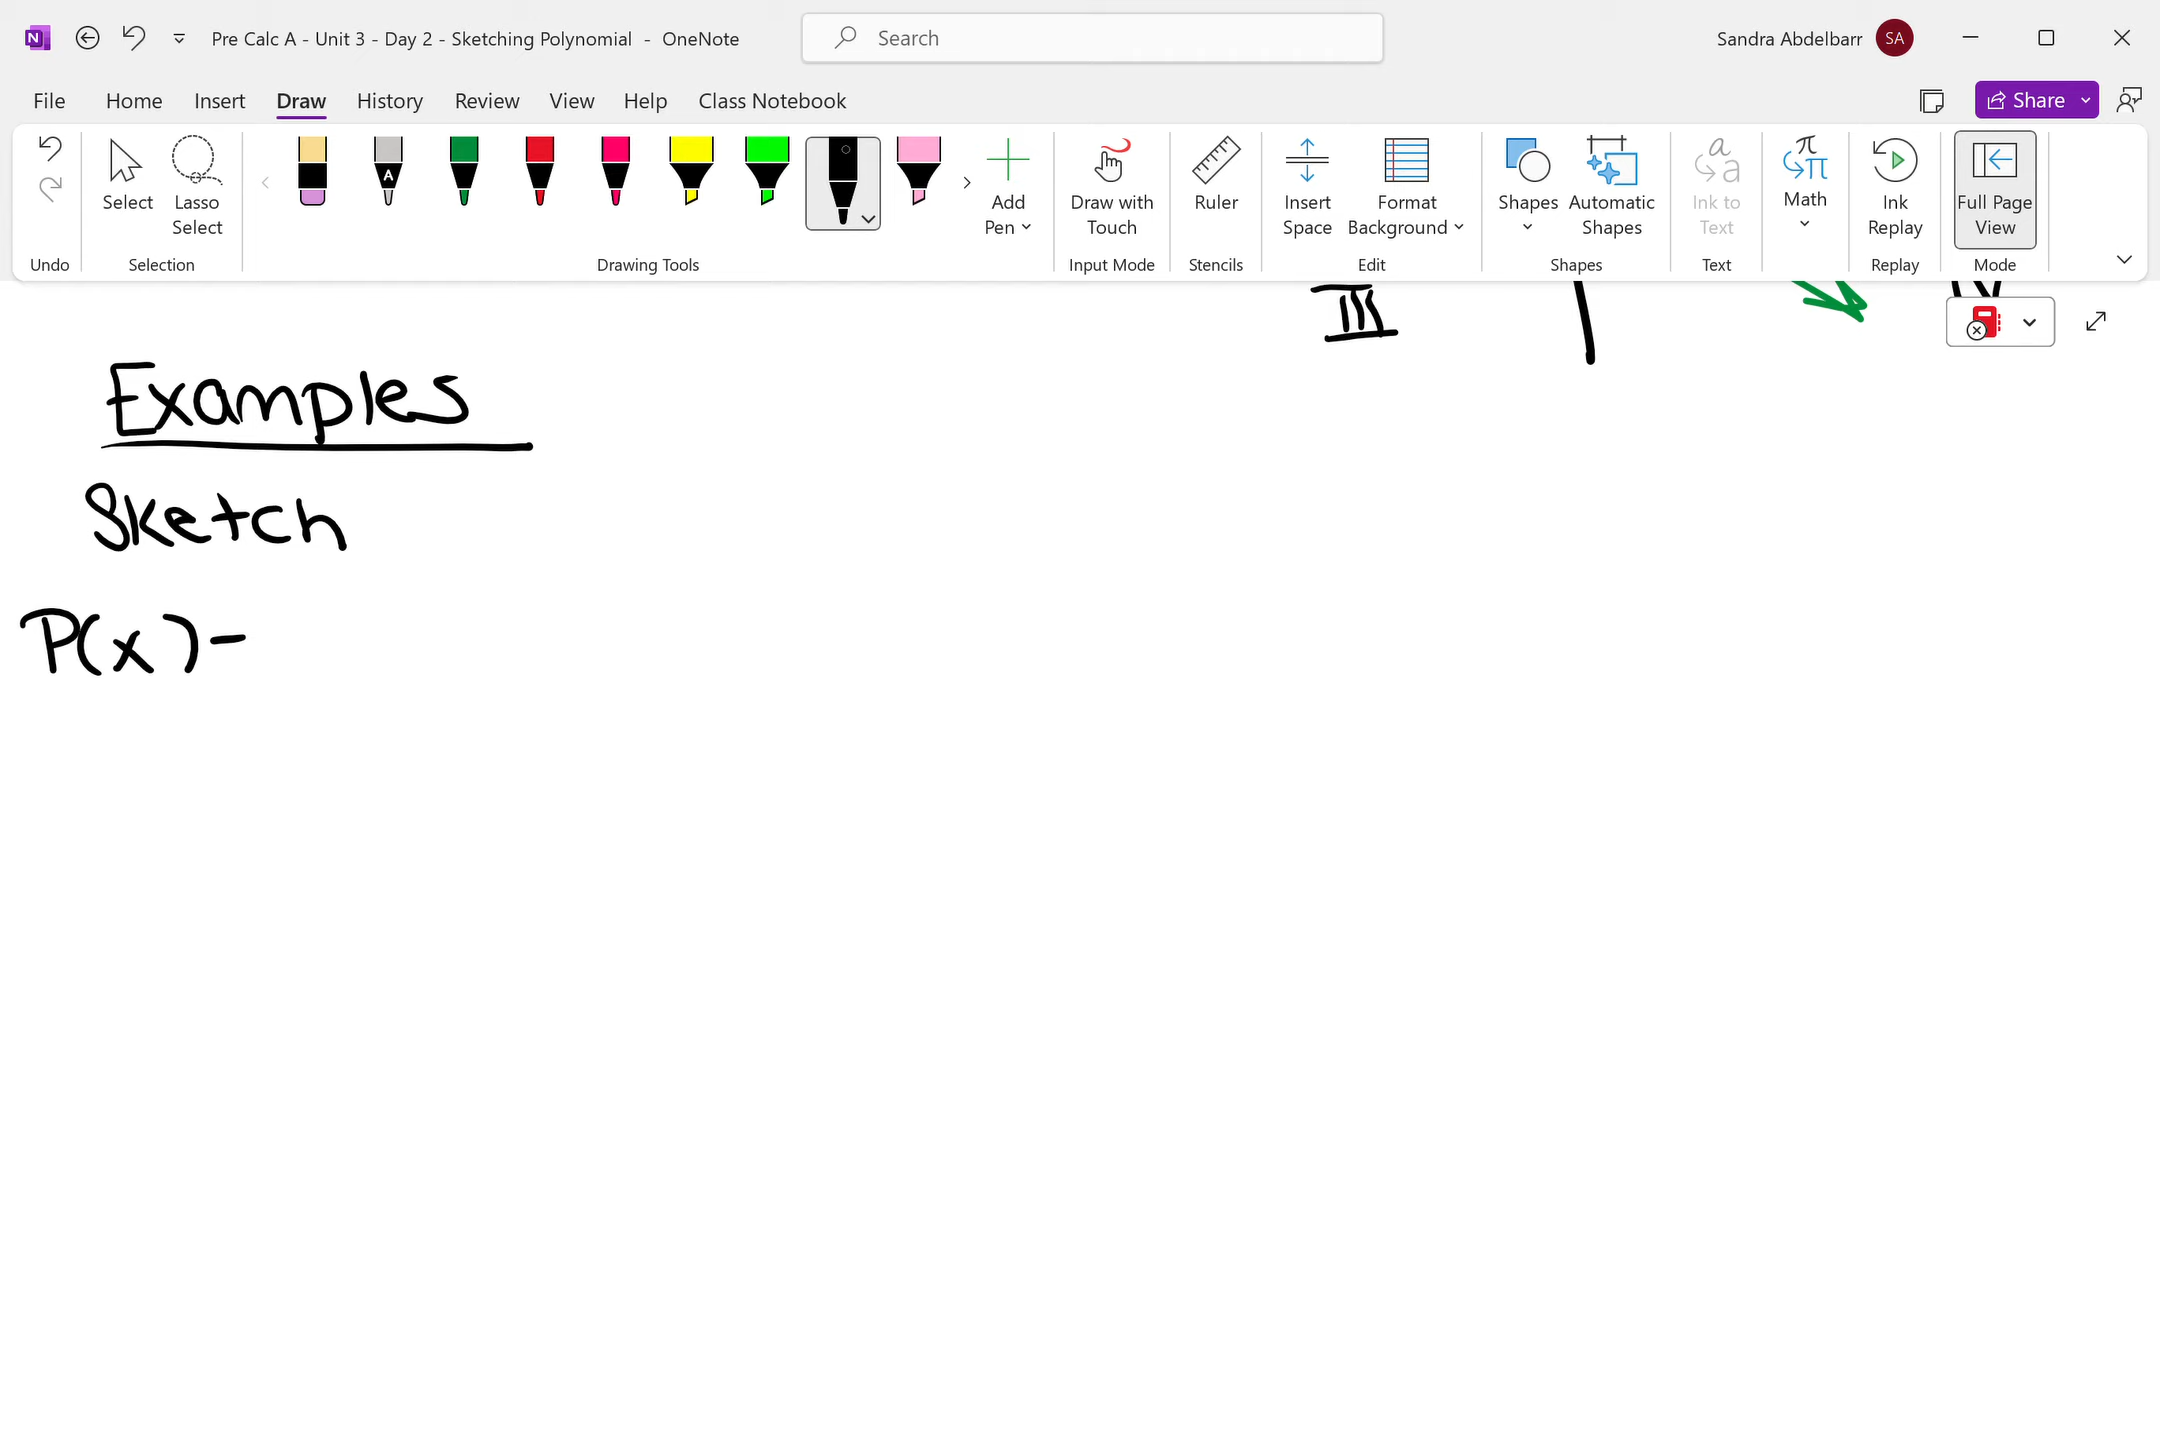 Pre Calc A - Unit 3 - Day 2 - Sketching Polynomial - OneNote
Search
Sandra Abdelbarr SA
File Home Insert Draw History Review View Help Class Notebook
Share
Select
Lasso Select
A
Add Pen
Draw with Touch
Ruler
Insert Space
Format Background
Shapes
Automatic Shapes
Ink to Text
Math
Ink Replay
Full Page View
Undo Selection Drawing Tools Input Mode Stencils Edit Shapes Text Replay Mode
III
Examples
Sketch
P(x)-